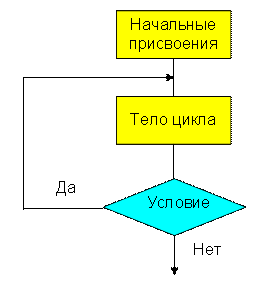 Начальные
присвоения
Тело цикла
Условие
Да
Нет